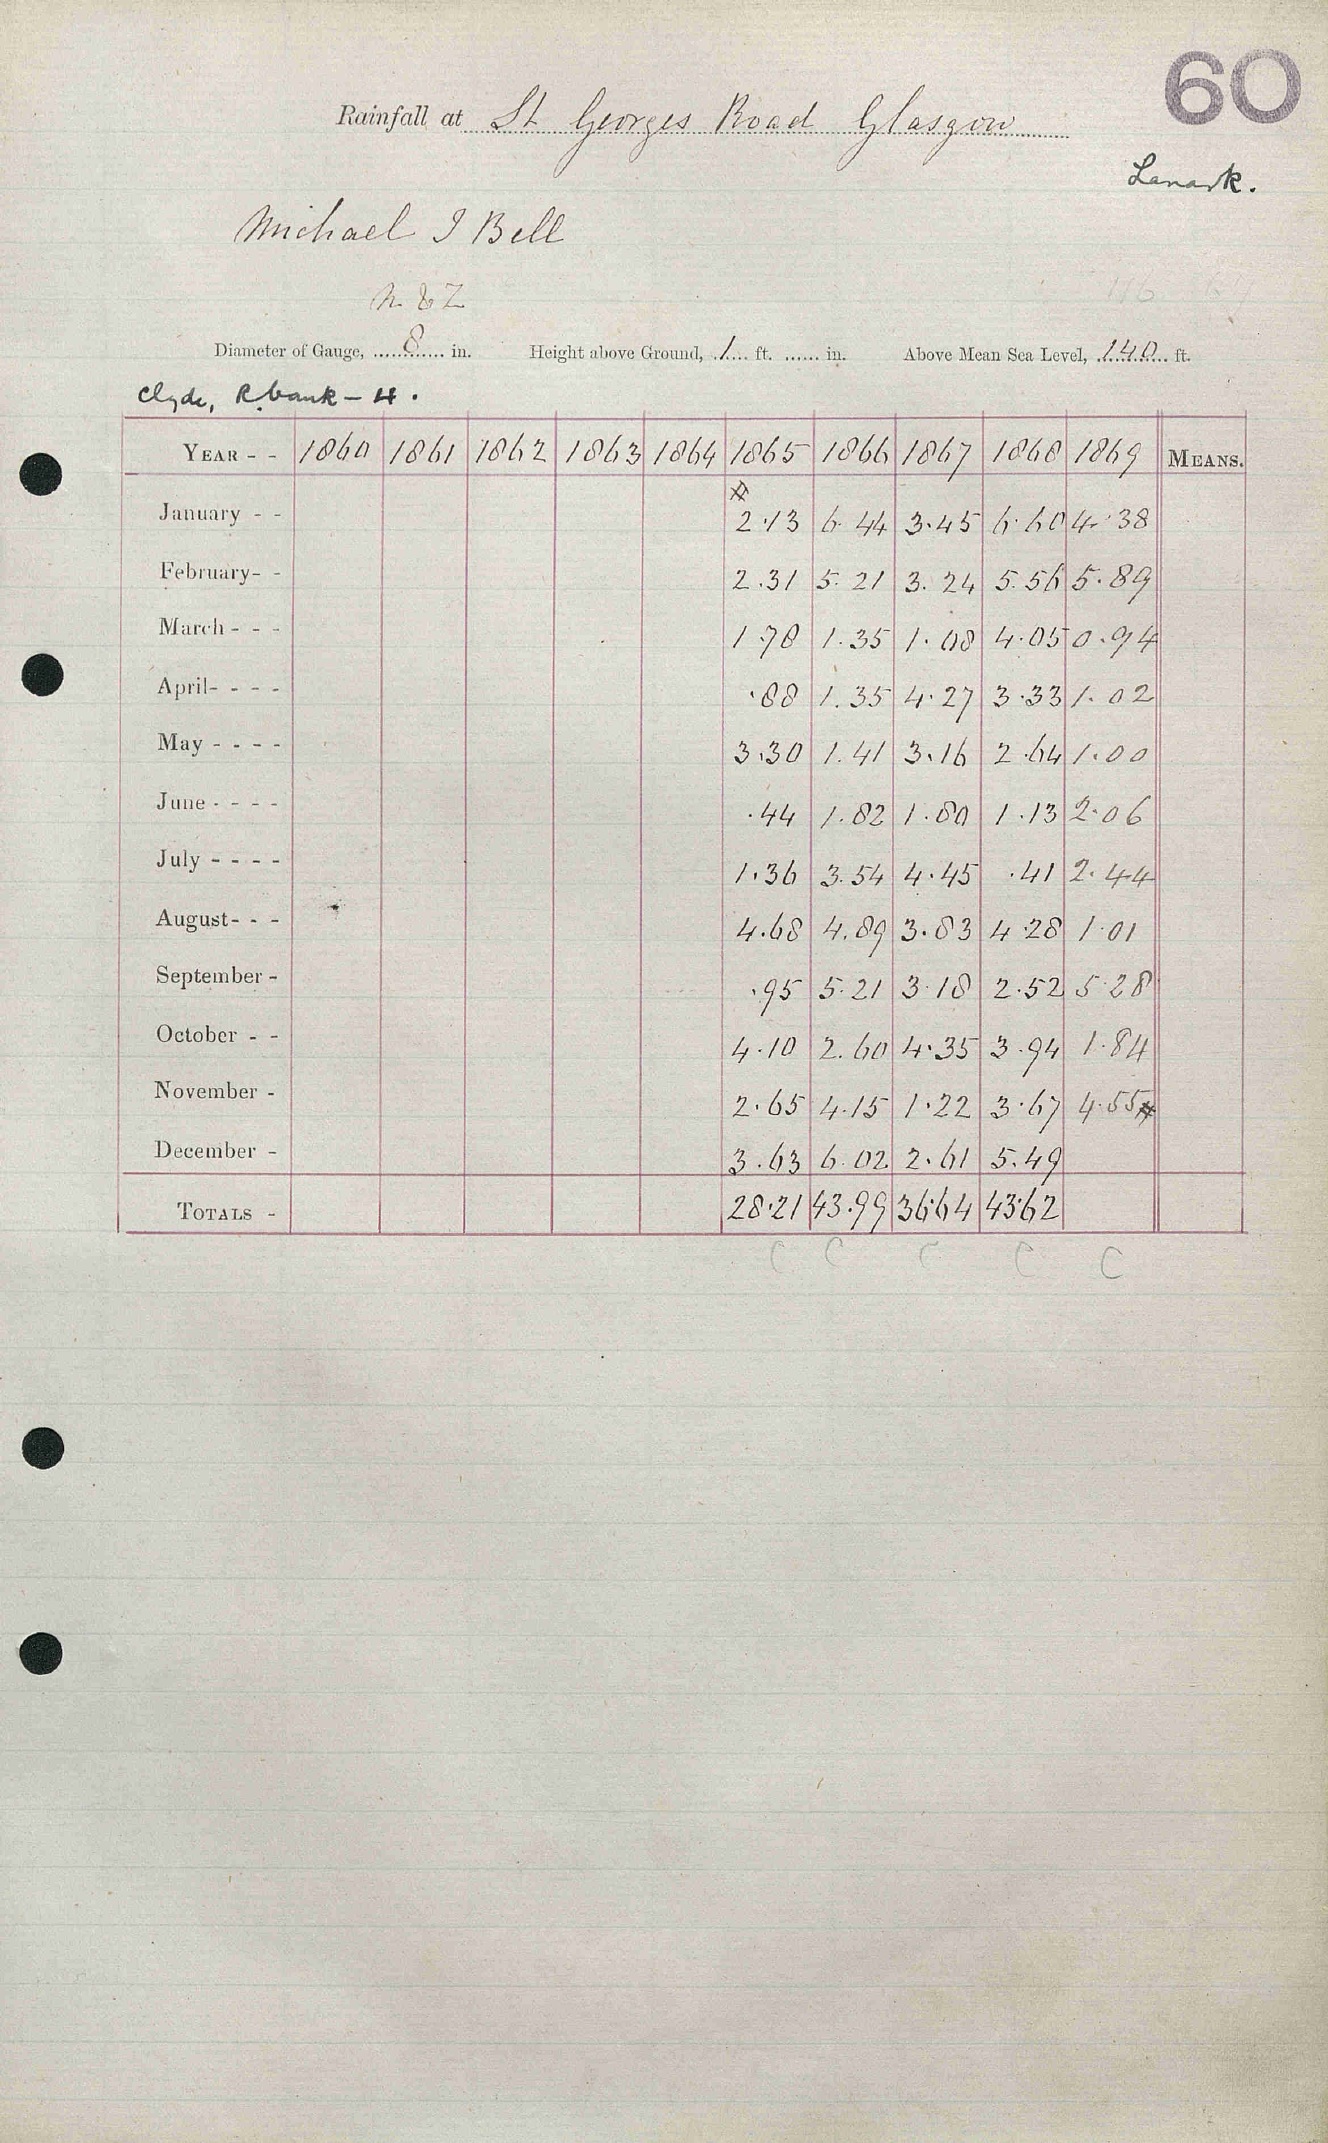 60
Rainfall at St Georges Road Glasgow
Lanark.
Michael I Bell
Diameter of Gauge, 8 in. Height above Ground, 1 ft. in. Above Mean Sea Level, 140 ft.
Clyde, R. bank – 4.
YEAR - - 1860 1861 1862 1863 1864 1865 1866 1867 1868 1869 MEANS.
January - - 2.13 6.44 3.45 6.60 4.38
February- - 2.31 5.21 3.24 5.56 5.89
March - - - 1.78 1.35 1.08 4.05 0.94
April- - - - .88 1.35 4.27 3.33 1.02
May - - - - 3.30 1.41 3.16 2.64 1.00
June - - - - .44 1.82 1.80 1.13 2.06
July - - - - 1.36 3.54 4.45 .41 2.44
August- - - 4.68 4.89 3.83 4.28 1.01
September - .95 5.21 3.18 2.52 5.28
October - - 4.10 2.60 4.35 3.94 1.84
November - 2.65 4.15 1.22 3.67 4.55
December - 3.63 6.02 2.61 5.49
TOTALS - 28.21 43.99 36.64 43.62
C C C C C